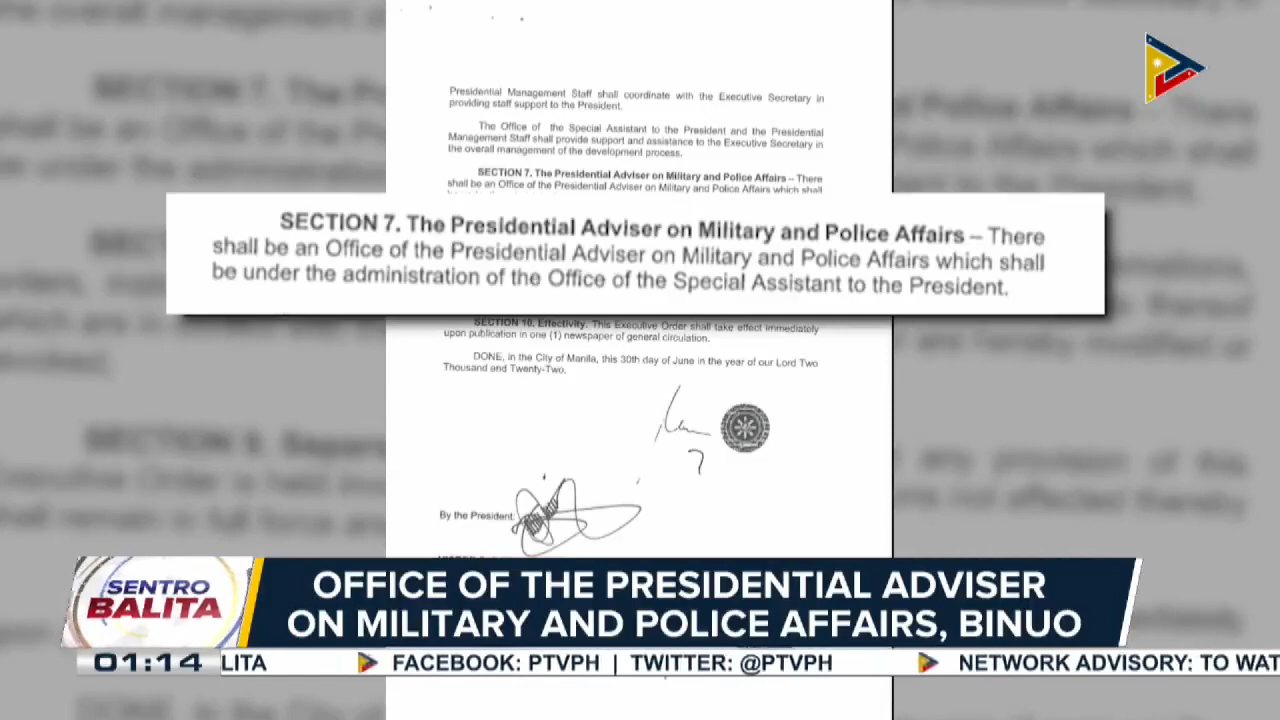 Presidential Management Staff shall coordinate with the Executive Secretary in
providing staff support to the President.
The Office of the Special Assistant to the President and the Presidential
Management Staff shall provide support and assistance to the Executive Secretary in
the overall management of the development process.
SECTION 7. The Presidential Adviser on Military and Police Affairs – There
shall be an Office of the Presidential Adviser on Military and Police Affairs which shall
SECTION 7. The Presidential Adviser on Military and Police Affairs – There
shall be an Office of the Presidential Adviser on Military and Police Affairs which shall
be under the administration of the Office of the Special Assistant to the President.
SECTION 10. Effectivity. This Executive Order shall take effect immediately
upon publication in one (1) newspaper of general circulation.
DONE, in the City of Manila, this 30th day of June in the year of our Lord Two
Thousand and Twenty-Two.
By the President:
SENTRO
BALITA
OFFICE OF THE PRESIDENTIAL ADVISER
ON MILITARY AND POLICE AFFAIRS, BINUO
01:14 LITA FACEBOOK: PTVPH | TWITTER: @PTVPH NETWORK ADVISORY: TO WAT